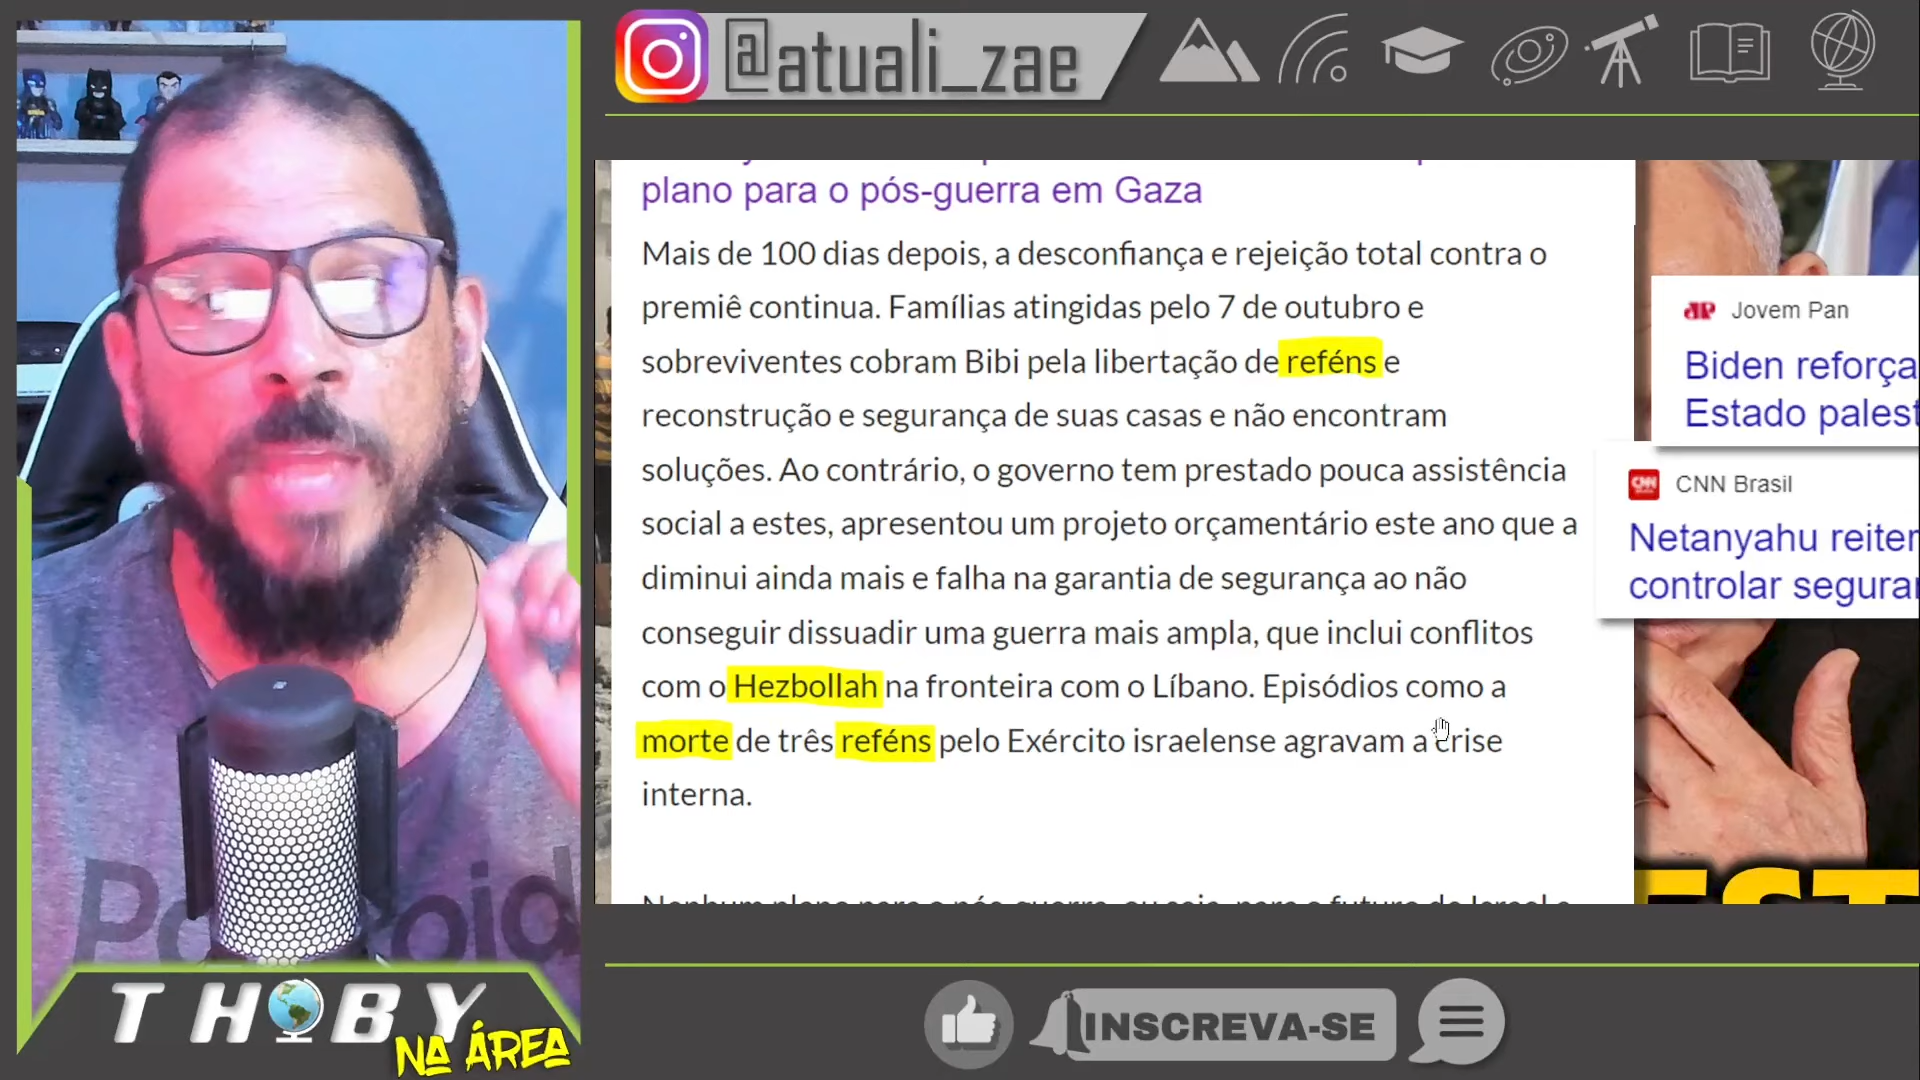 @atuali_zae
plano para o pós-guerra em Gaza
Mais de 100 dias depois, a desconfiança e rejeição total contra o
premiê continua. Famílias atingidas pelo 7 de outubro e
sobreviventes cobram Bibi pela libertação de reféns e
reconstrução e segurança de suas casas e não encontram
soluções. Ao contrário, o governo tem prestado pouca assistência
social a estes, apresentou um projeto orçamentário este ano que a
diminui ainda mais e falha na garantia de segurança ao não
conseguir dissuadir uma guerra mais ampla, que inclui conflitos
com o Hezbollah na fronteira com o Líbano. Episódios como a
morte de três reféns pelo Exército israelense agravam a crise
interna.
Jovem Pan
Biden reforça
Estado palest
CNN
CNN Brasil
Netanyahu reiter
controlar segura
EST
THOBY
NA ÁREA
INSCREVA-SE